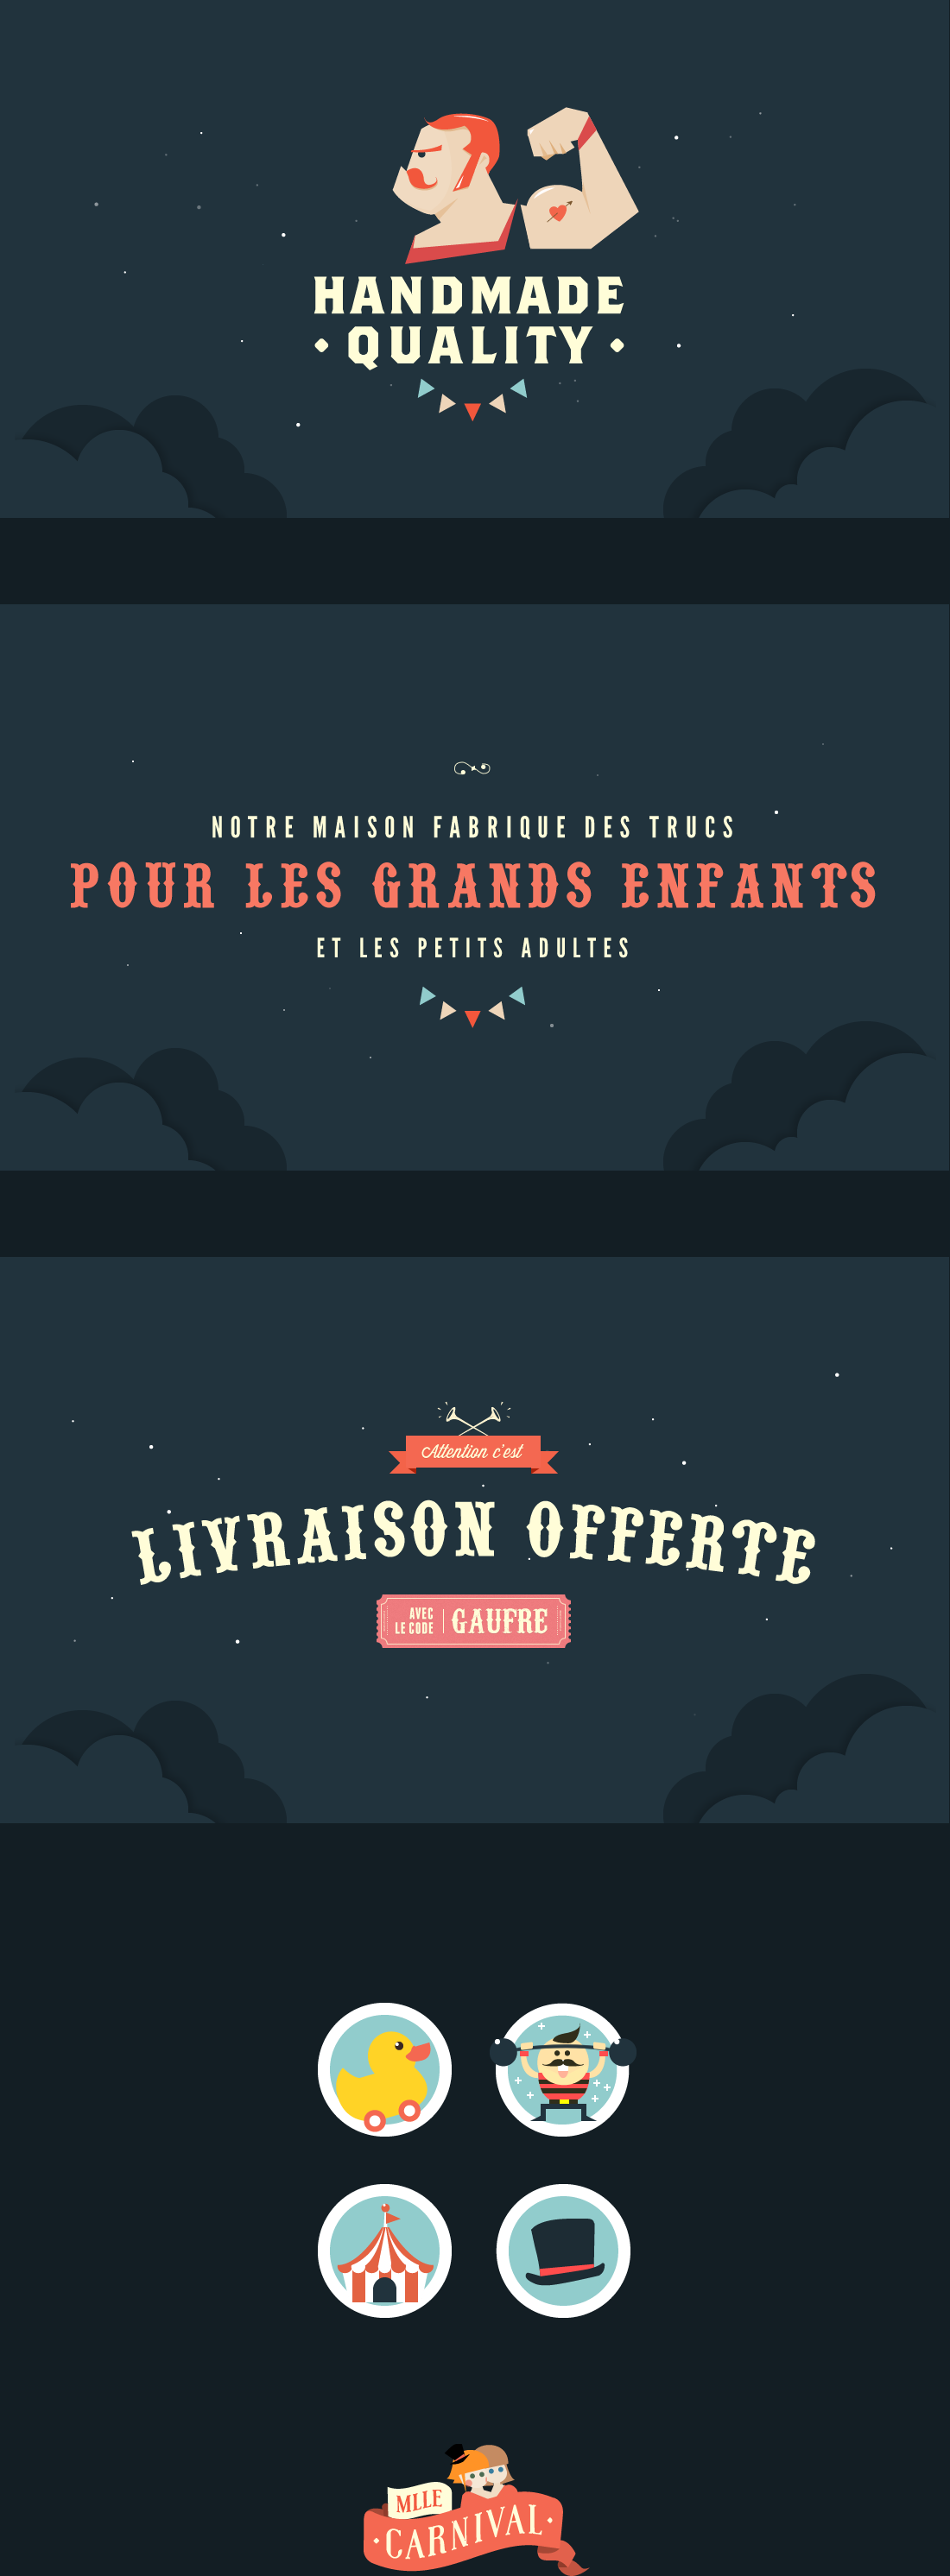 HANDMADE
QUALITY
NOTRE MAISON FABRIQUE DES TRUCS
POUR LES GRANDS ENFANTS
ET LES PETITS ADULTES
Attention c'est
LIVRAISON OFFERTE
AVEC
LE CODE
GAUFRE
MLLE
CARNIVAL